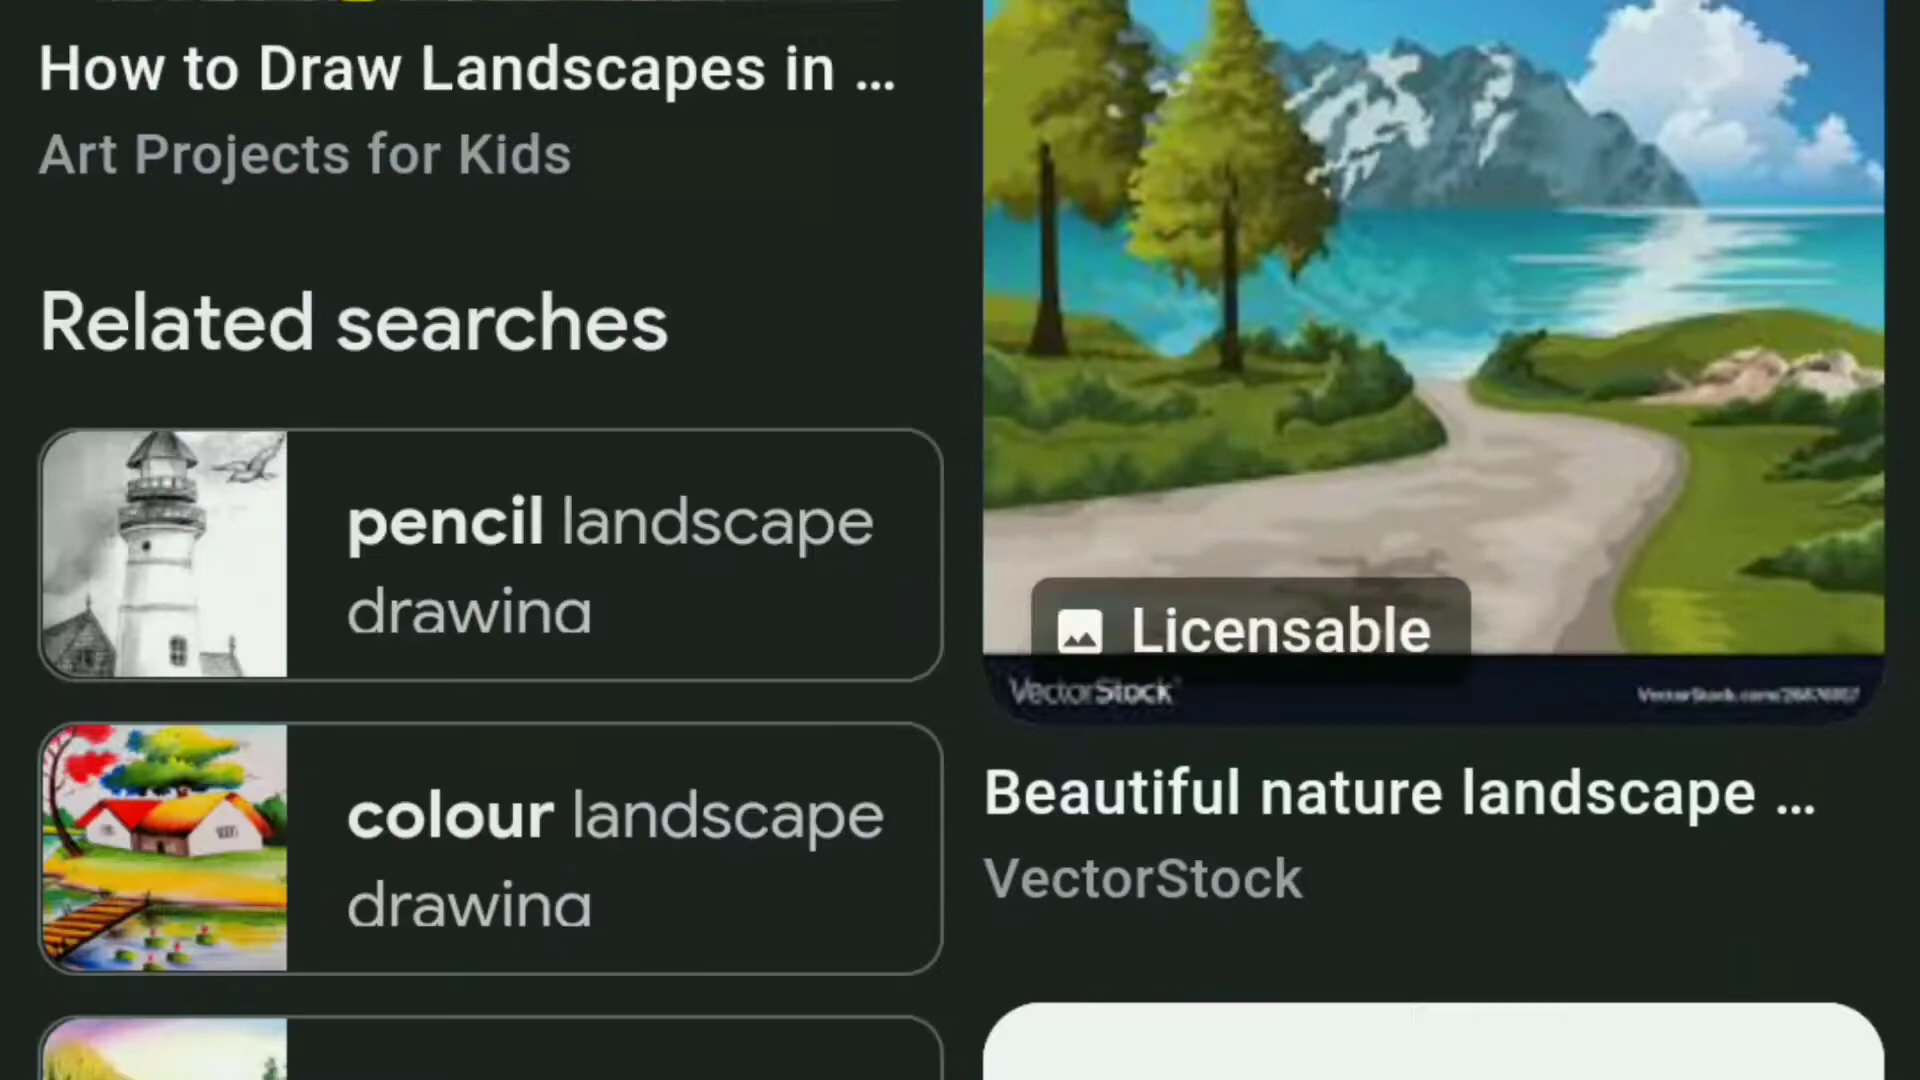 How to Draw Landscapes in ...
Art Projects for Kids
Related searches
pencil landscape
drawing
colour landscape
drawing
Licensable
VectorStock
Beautiful nature landscape ...
VectorStock